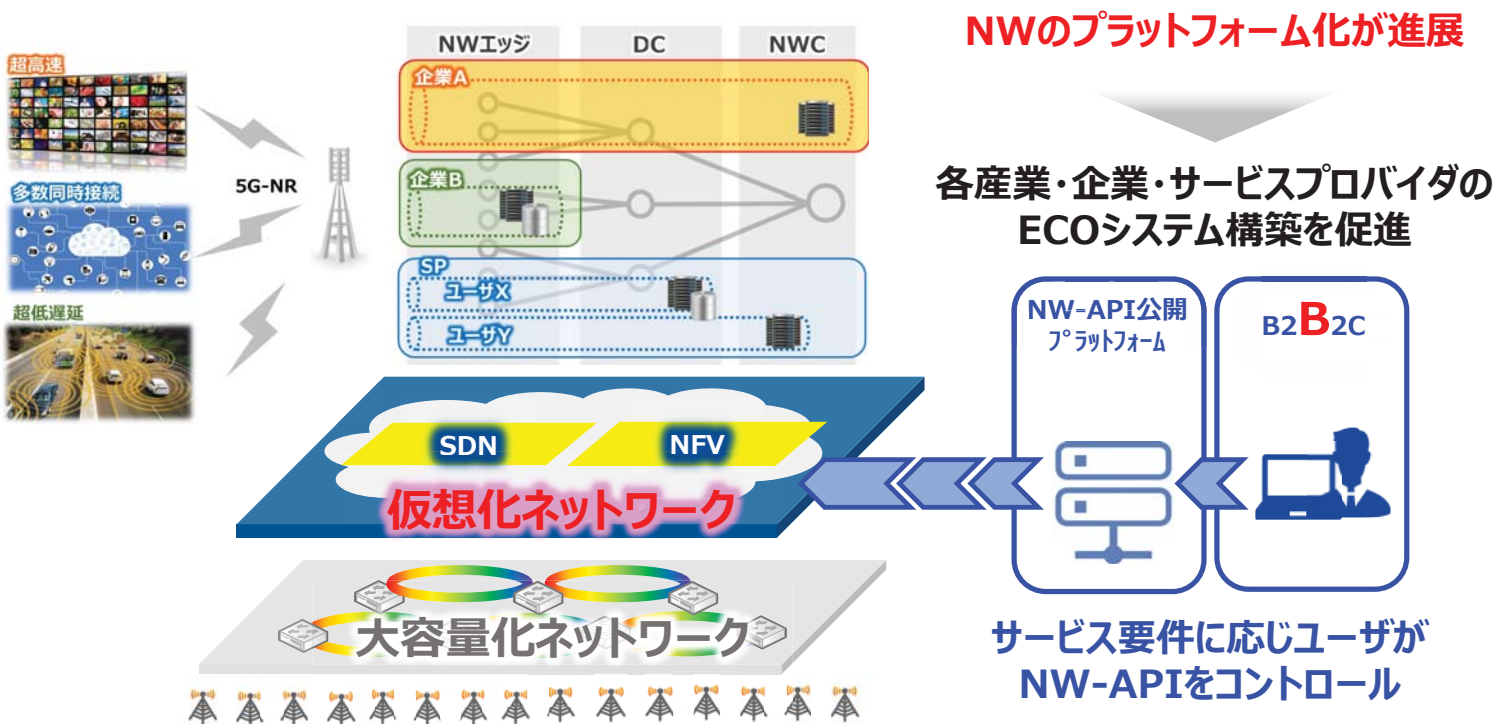 超高速
多数同時接続
超低遅延
5G-NR
NWエッジ
DC
NWC
企業A
企業B
SP
ユーザX
ユーザY
SDN
NFV
仮想化ネットワーク
大容量化ネットワーク
NWのプラットフォーム化が進展
各産業・企業・サービスプロバイダの
ECOシステム構築を促進
NW-API公開
プラットフォーム
B2B2C
サービス要件に応じユーザが
NW-APIをコントロール